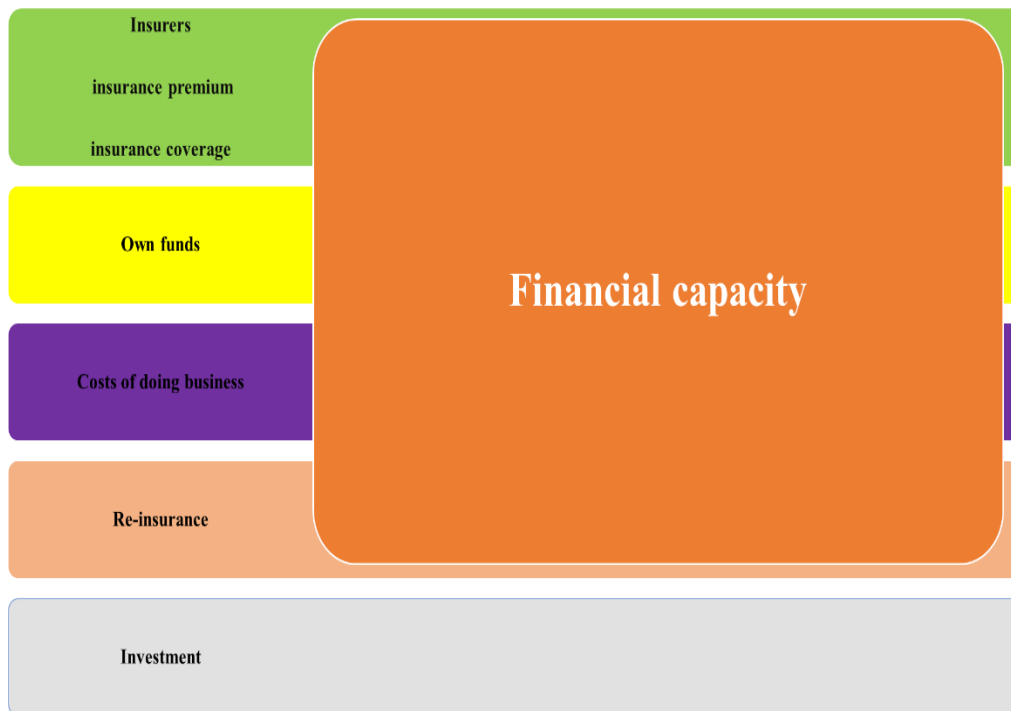 Insurers
insurance premium
insurance coverage
Own funds
Financial capacity
Costs of doing business
Re-insurance
Investment